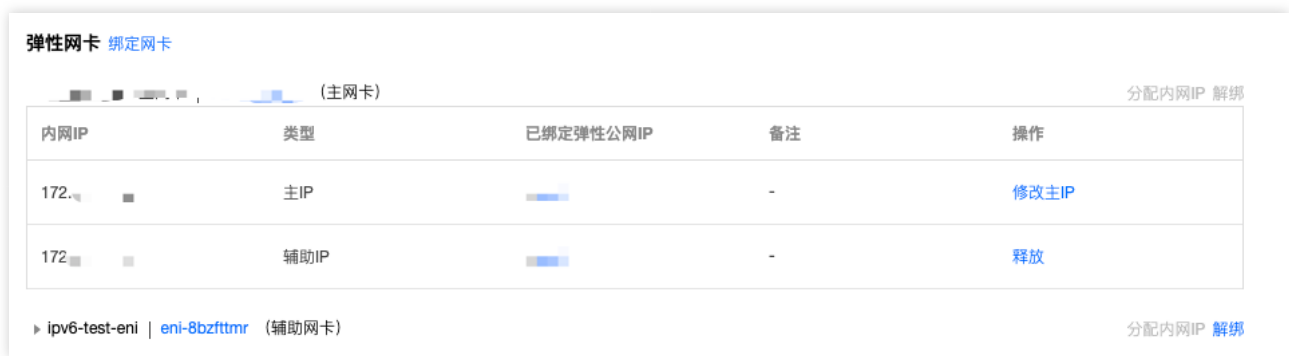 弹性网卡 绑定网卡
(主网卡) 分配内网IP 解绑
内网IP 类型 已绑定弹性公网IP 备注 操作
172. 主IP - 修改主IP
172 辅助IP - 释放
ipv6-test-eni | eni-8bzfttmr (辅助网卡) 分配内网IP 解绑